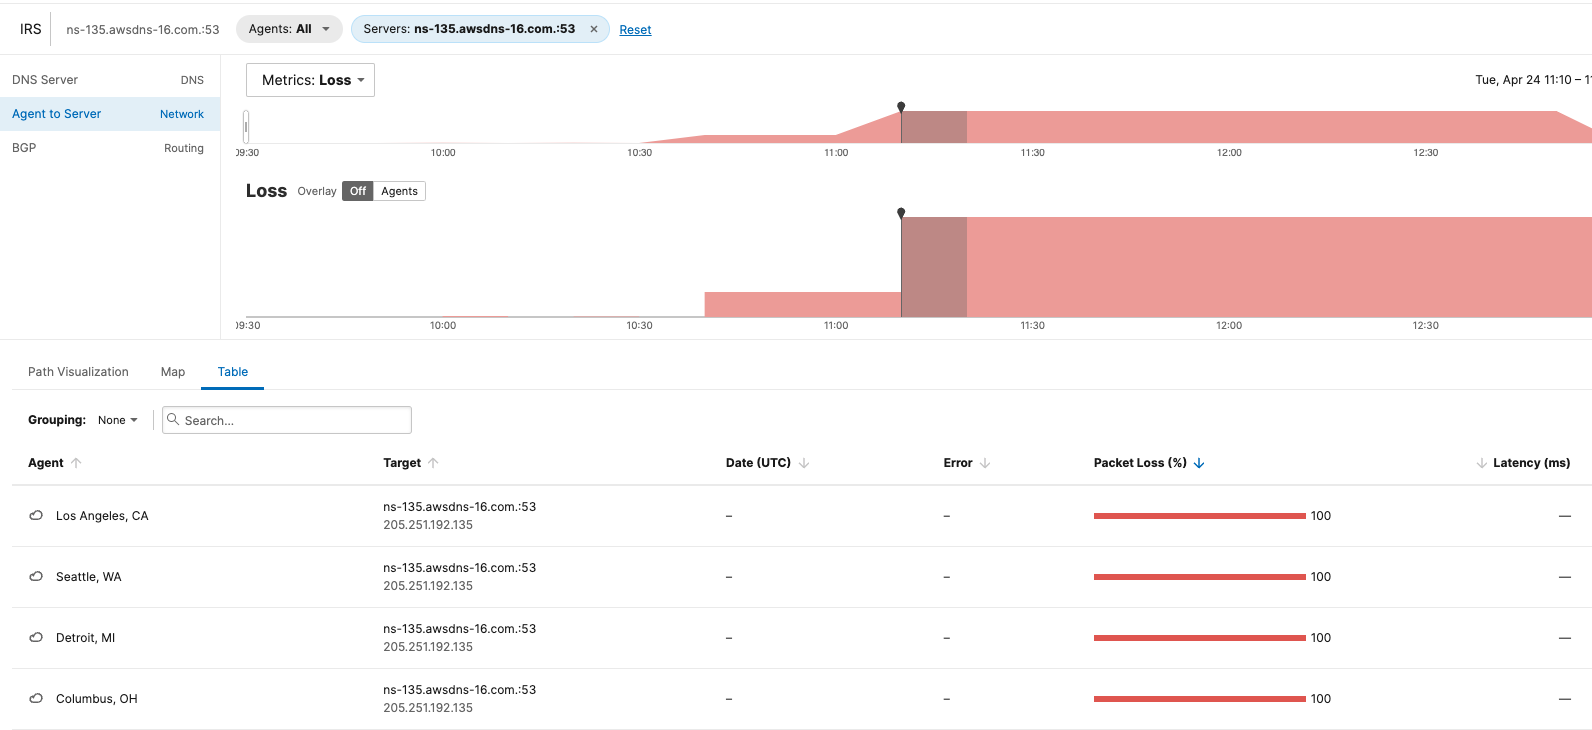 IRS ns-135.awsdns-16.com.:53 Agents: All Servers: ns-135.awsdns-16.com.:53 × Reset
DNS Server DNS
Agent to Server Network
BGP Routing
Metrics: Loss
Tue, Apr 24 11:10 – 1
09:30 10:00 10:30 11:00 11:30 12:00 12:30
Loss Overlay Off Agents
09:30 10:00 10:30 11:00 11:30 12:00 12:30
Path Visualization Map Table
Grouping: None Search...
Agent Target Date (UTC) Error Packet Loss (%) Latency (ms)
Los Angeles, CA ns-135.awsdns-16.com.:53 – – 100 —
205.251.192.135
Seattle, WA ns-135.awsdns-16.com.:53 – – 100 —
205.251.192.135
Detroit, MI ns-135.awsdns-16.com.:53 – – 100 —
205.251.192.135
Columbus, OH ns-135.awsdns-16.com.:53 – – 100 —
205.251.192.135